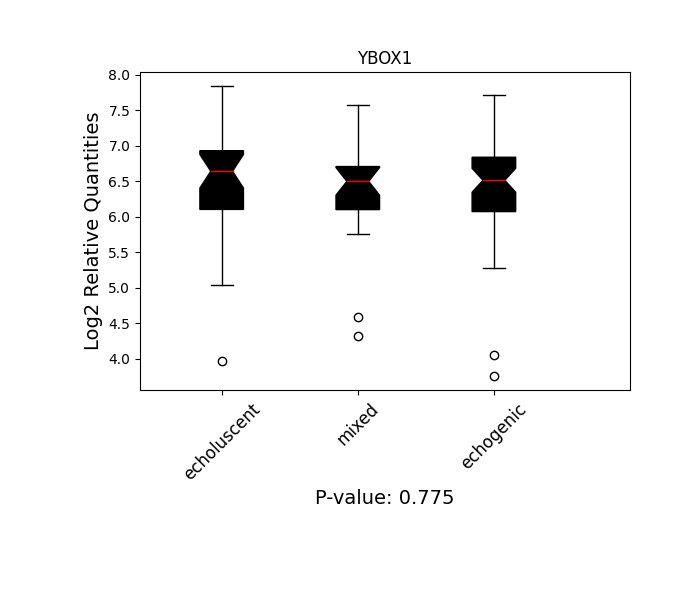 YBOX1
Log2 Relative Quantities
8.0
7.5
7.0
6.5
6.0
5.5
5.0
4.5
4.0
echoluscent
mixed
echogenic
P-value: 0.775